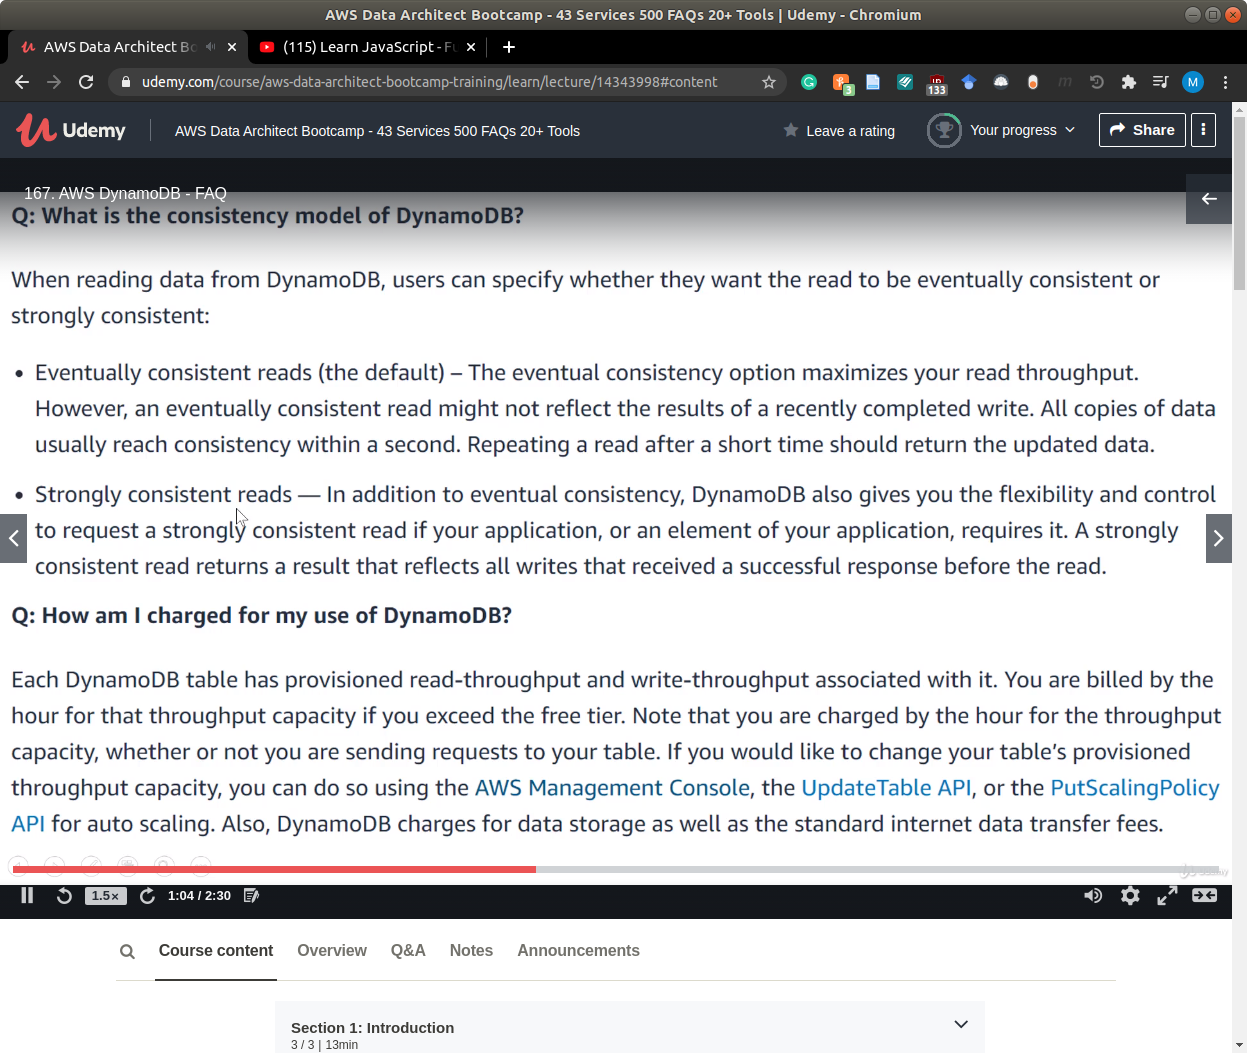 AWS Data Architect Bootcamp - 43 Services 500 FAQs 20+ Tools | Udemy - Chromium
AWS Data Architect Bo
(115) Learn JavaScript - Fu
udemy.com/course/aws-data-architect-bootcamp-training/learn/lecture/14343998#content
3
133
M
Udemy
AWS Data Architect Bootcamp - 43 Services 500 FAQs 20+ Tools
Leave a rating
Your progress
Share
167. AWS DynamoDB - FAQ
Q: What is the consistency model of DynamoDB?
When reading data from DynamoDB, users can specify whether they want the read to be eventually consistent or
strongly consistent:
• Eventually consistent reads (the default) – The eventual consistency option maximizes your read throughput.
However, an eventually consistent read might not reflect the results of a recently completed write. All copies of data
usually reach consistency within a second. Repeating a read after a short time should return the updated data.
• Strongly consistent reads — In addition to eventual consistency, DynamoDB also gives you the flexibility and control
to request a strongly consistent read if your application, or an element of your application, requires it. A strongly
consistent read returns a result that reflects all writes that received a successful response before the read.
Q: How am I charged for my use of DynamoDB?
Each DynamoDB table has provisioned read-throughput and write-throughput associated with it. You are billed by the
hour for that throughput capacity if you exceed the free tier. Note that you are charged by the hour for the throughput
capacity, whether or not you are sending requests to your table. If you would like to change your table’s provisioned
throughput capacity, you can do so using the AWS Management Console, the UpdateTable API, or the PutScalingPolicy
API for auto scaling. Also, DynamoDB charges for data storage as well as the standard internet data transfer fees.
1.5×
1:04 / 2:30
Course content
Overview
Q&A
Notes
Announcements
Section 1: Introduction
3 / 3 | 13min